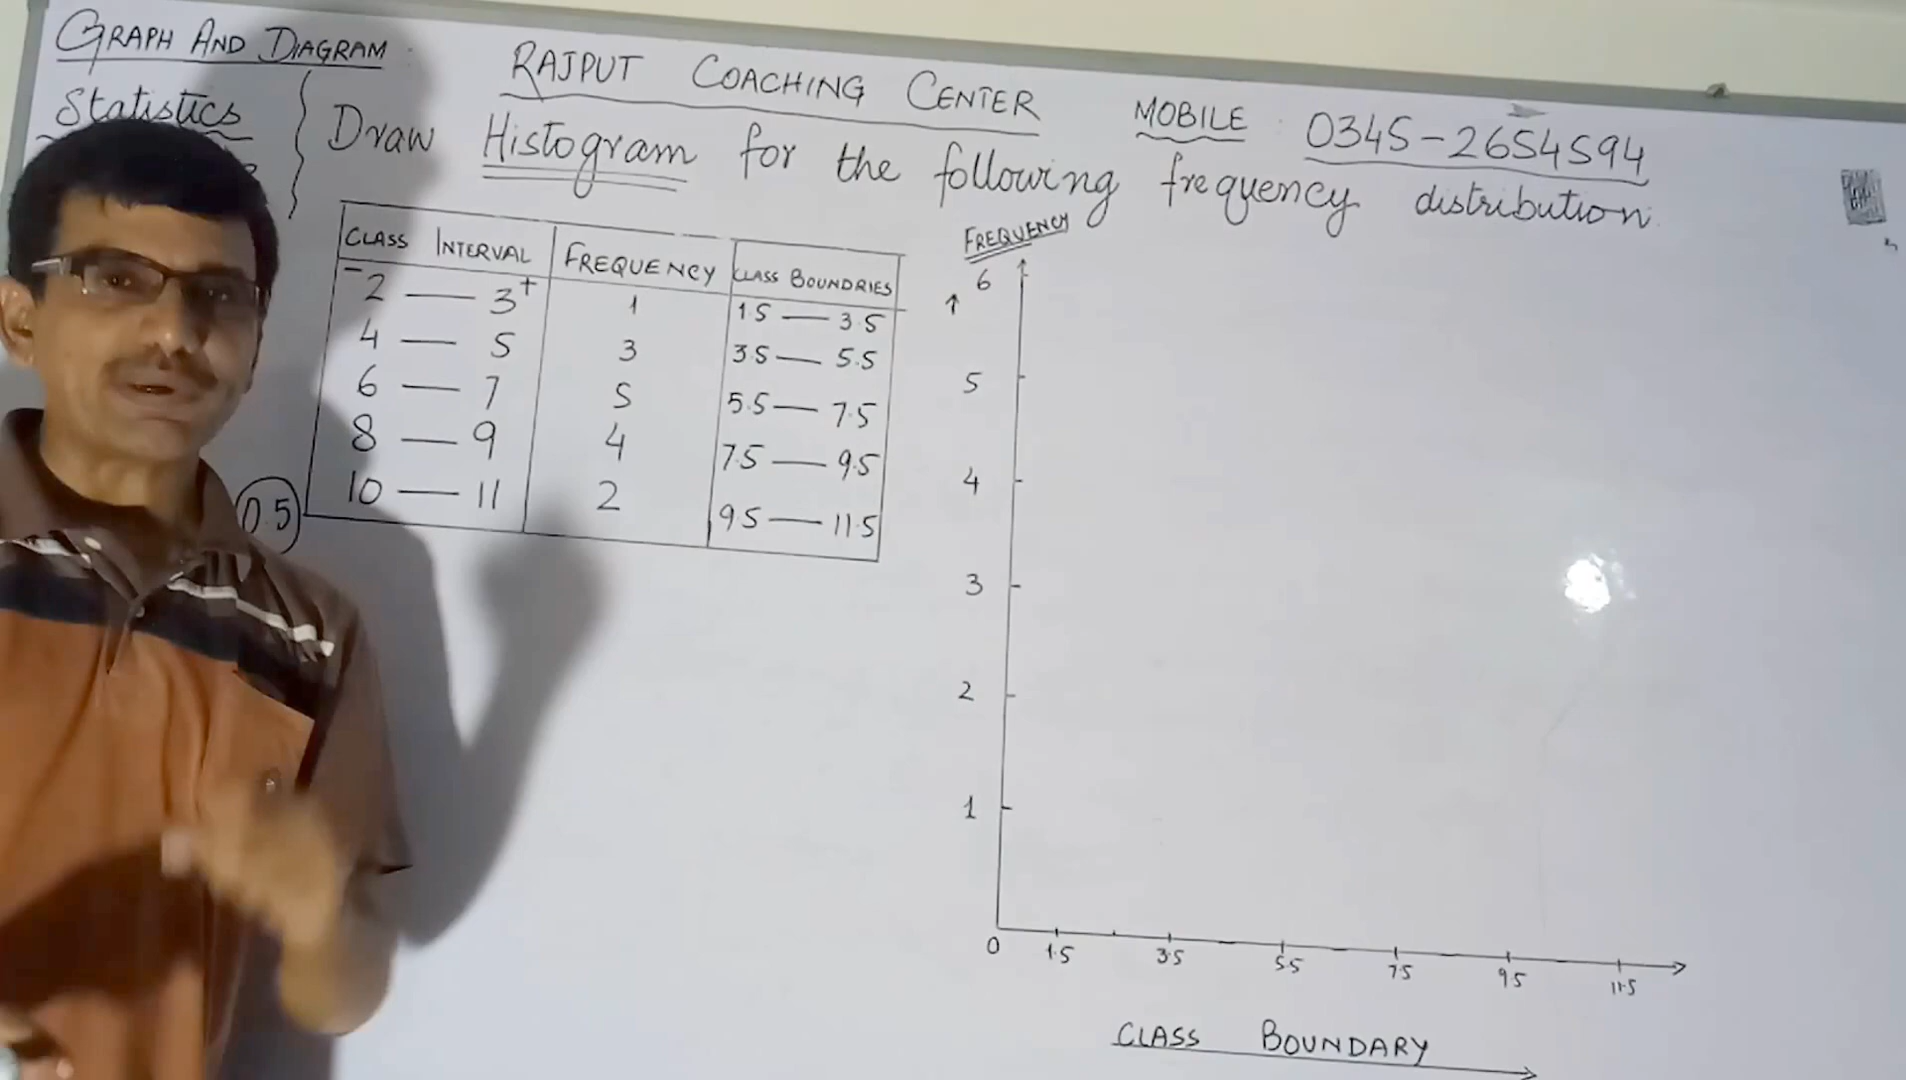 GRAPH AND DIAGRAM:
RAJPUT COACHING CENTER
MOBILE : 0345-2654594
Statistics
Draw Histogram for the following frequency distribution.
CLASS INTERVAL FREQUENCY CLASS BOUNDRIES
-2 — 3+ 1 1.5 — 3.5
4 — 5 3 3.5 — 5.5
6 — 7 5 5.5 — 7.5
8 — 9 4 7.5 — 9.5
10 — 11 2 9.5 — 11.5
0.5
FREQUENCY
↑
6
5
4
3
2
1
0 1.5 3.5 5.5 7.5 9.5 11.5
CLASS BOUNDARY